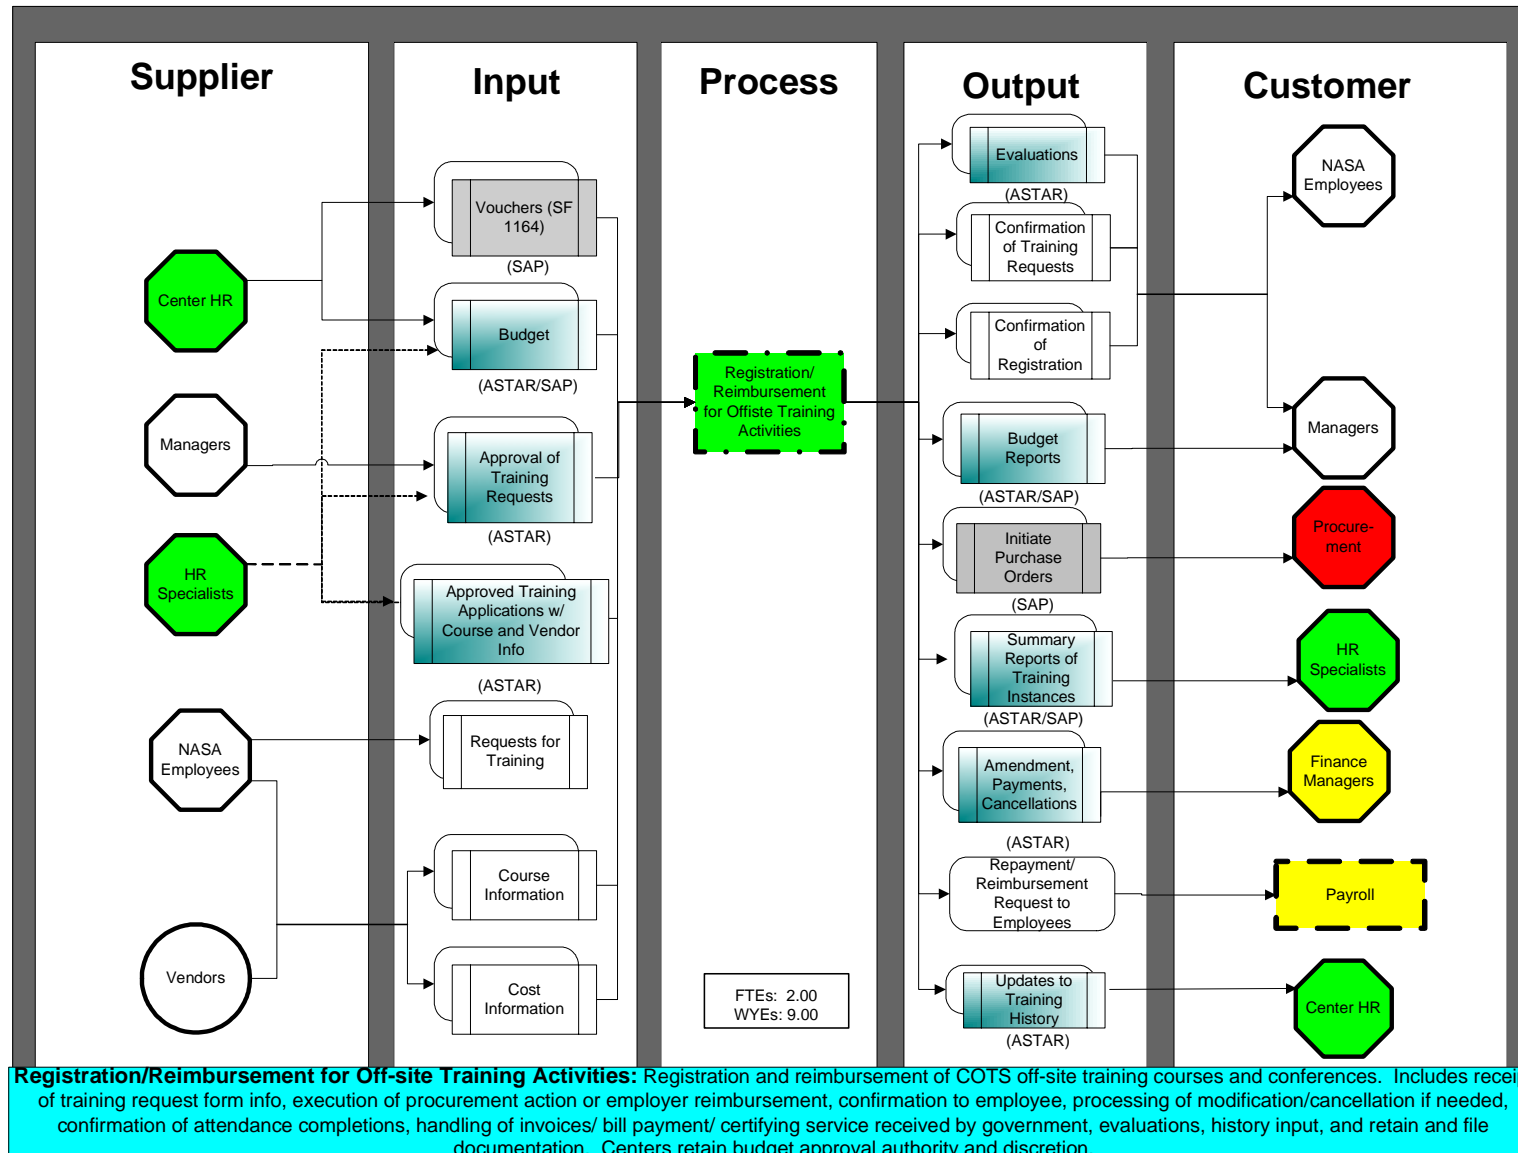 Supplier
Input
Process
Output
Customer
Center HR
Managers
HR
Specialists
NASA
Employees
Vendors
Vouchers (SF
1164)
(SAP)
Budget
(ASTAR/SAP)
Approval of
Training
Requests
(ASTAR)
Approved Training
Applications w/
Course and Vendor
Info
(ASTAR)
Requests for
Training
Course
Information
Cost
Information
Registration/
Reimbursement
for Offiste Training
Activities
FTEs: 2.00
WYEs: 9.00
Evaluations
(ASTAR)
Confirmation
of Training
Requests
Confirmation
of
Registration
Budget
Reports
(ASTAR/SAP)
Initiate
Purchase
Orders
(SAP)
Summary
Reports of
Training
Instances
(ASTAR/SAP)
Amendment,
Payments,
Cancellations
(ASTAR)
Repayment/
Reimbursement
Request to
Employees
Updates to
Training
History
(ASTAR)
NASA
Employees
Managers
Procure-
ment
HR
Specialists
Finance
Managers
Payroll
Center HR
Registration/Reimbursement for Off-site Training Activities: Registration and reimbursement of COTS off-site training courses and conferences. Includes receip
of training request form info, execution of procurement action or employer reimbursement, confirmation to employee, processing of modification/cancellation if needed,
confirmation of attendance completions, handling of invoices/ bill payment/ certifying service received by government, evaluations, history input, and retain and file
documentation. Centers retain budget approval authority and discretion